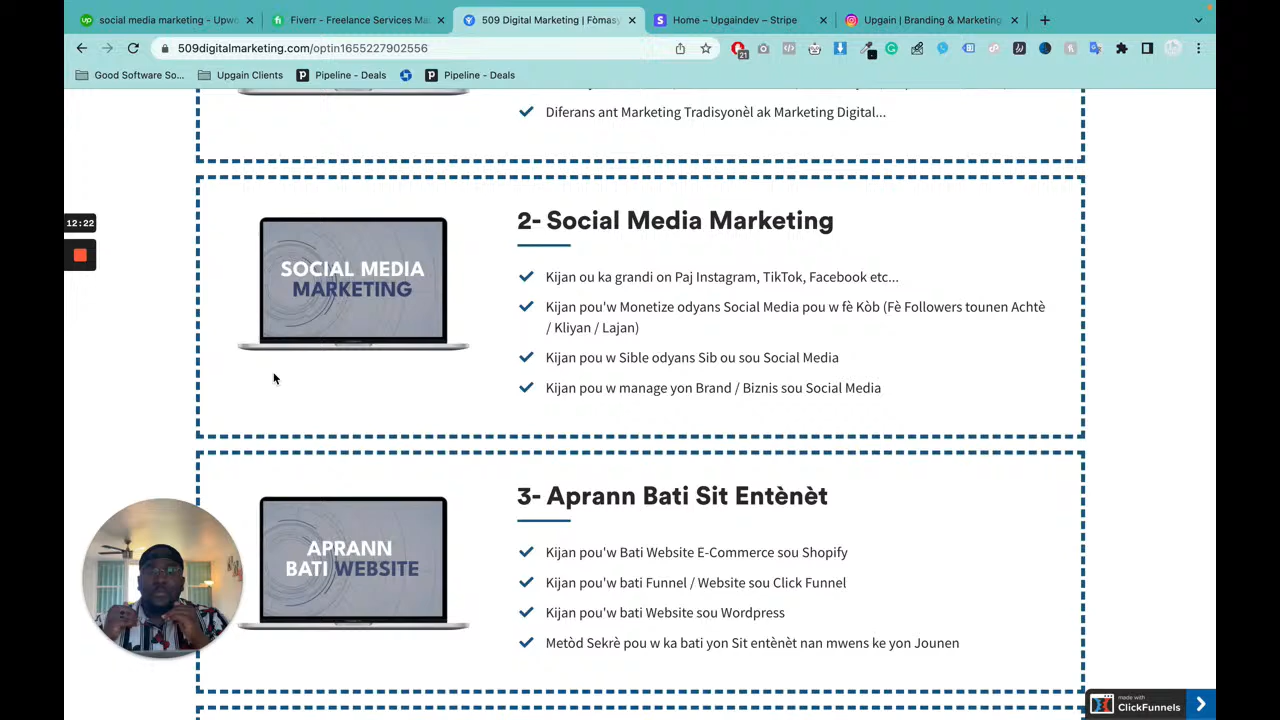 social media marketing - Upwo
Fiverr - Freelance Services Ma
509 Digital Marketing | Fòmasy
Home – Upgaindev – Stripe
Upgain | Branding & Marketing
509digitalmarketing.com/optin1655227902556
21
Good Software So...
Upgain Clients
Pipeline - Deals
Pipeline - Deals
Diferans ant Marketing Tradisyonèl ak Marketing Digital...
12:22
SOCIAL MEDIA
MARKETING
2- Social Media Marketing
Kijan ou ka grandi on Paj Instagram, TikTok, Facebook etc...
Kijan pou'w Monetize odyans Social Media pou w fè Kòb (Fè Followers tounen Achtè
/ Kliyan / Lajan)
Kijan pou w Sible odyans Sib ou sou Social Media
Kijan pou w manage yon Brand / Biznis sou Social Media
APRANN
BATI WEBSITE
3- Aprann Bati Sit Entènèt
Kijan pou'w Bati Website E-Commerce sou Shopify
Kijan pou'w bati Funnel / Website sou Click Funnel
Kijan pou'w bati Website sou Wordpress
Metòd Sekrè pou w ka bati yon Sit entènèt nan mwens ke yon Jounen
made with
ClickFunnels